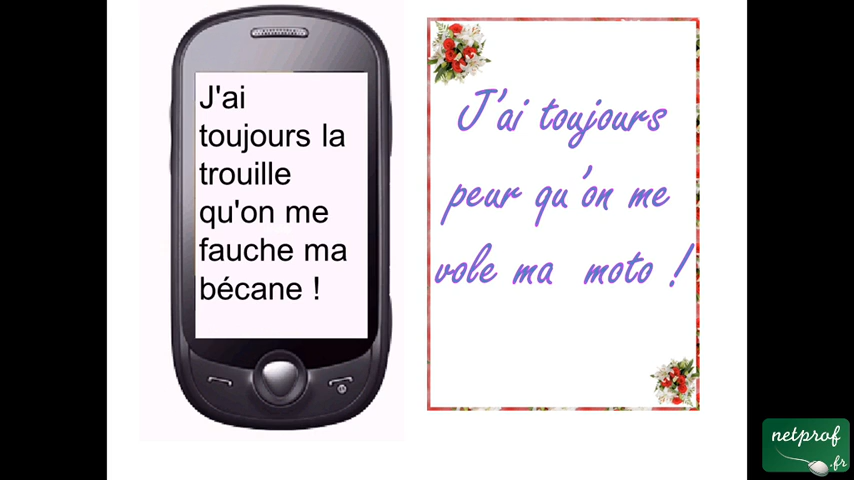 J'ai
toujours la
trouille
qu'on me
fauche ma
bécane !
J'ai toujours
peur qu'on me
vole ma moto !
netprof
.fr